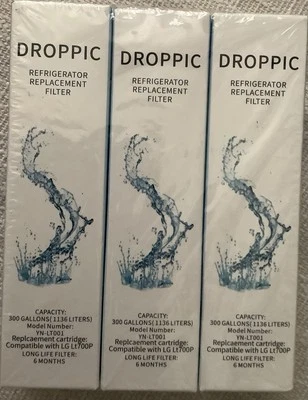 DROPPIC
REFRIGERATOR
REPLACEMENT
FILTER
CAPACITY:
300 GALLONS(1136 LITERS)
Model Number:
YN-LT001
Replcaement cartridge:
Compatible with LG Lt700P
LONG LIFE FILTER:
6 MONTHS
DROPPIC
REFRIGERATOR
REPLACEMENT
FILTER
CAPACITY:
300 GALLONS(1136 LITERS)
Model Number:
YN-LT001
Replcaement cartridge:
Compatible with LG Lt700P
LONG LIFE FILTER:
6 MONTHS
DROPPIC
REFRIGERATOR
REPLACEMENT
FILTER
CAPACITY:
300 GALLONS(1136 LITERS)
Model Number:
YN-LT001
Replcaement cartridge:
Compatible with LG Lt700P
LONG LIFE FILTER:
6 MONTHS